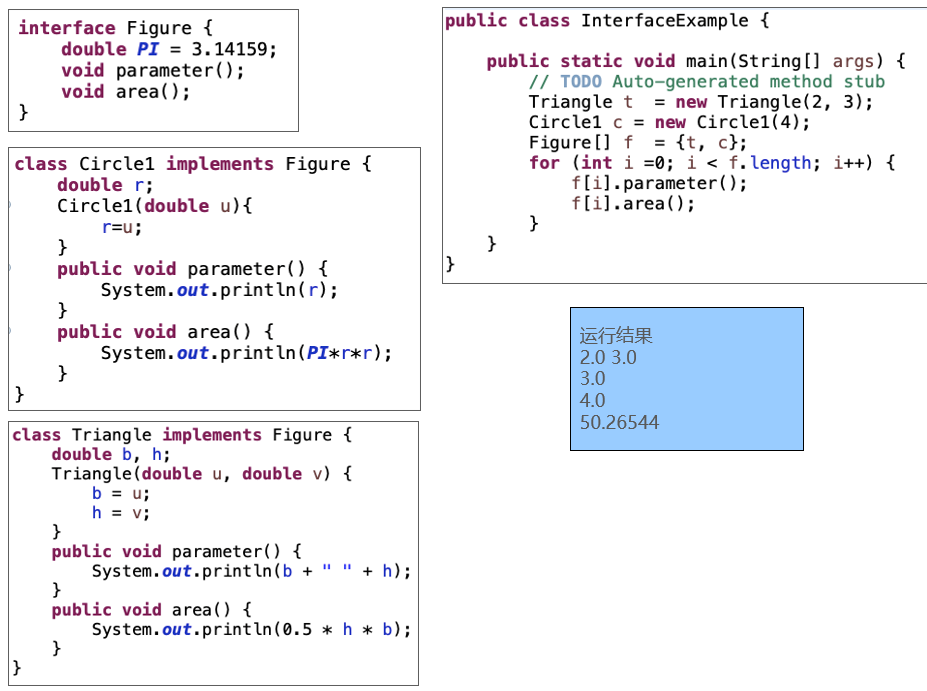 interface Figure {
    double PI = 3.14159;
    void parameter();
    void area();
}
class Circle1 implements Figure {
    double r;
    Circle1(double u){
        r=u;
    }
    public void parameter() {
        System.out.println(r);
    }
    public void area() {
        System.out.println(PI*r*r);
    }
}
class Triangle implements Figure {
    double b, h;
    Triangle(double u, double v) {
        b = u;
        h = v;
    }
    public void parameter() {
        System.out.println(b + " " + h);
    }
    public void area() {
        System.out.println(0.5 * h * b);
    }
}
public class InterfaceExample {
    public static void main(String[] args) {
        // TODO Auto-generated method stub
        Triangle t  = new Triangle(2, 3);
        Circle1 c = new Circle1(4);
        Figure[] f  = {t, c};
        for (int i =0; i < f.length; i++) {
            f[i].parameter();
            f[i].area();
        }
    }
}
运行结果
2.0 3.0
3.0
4.0
50.26544